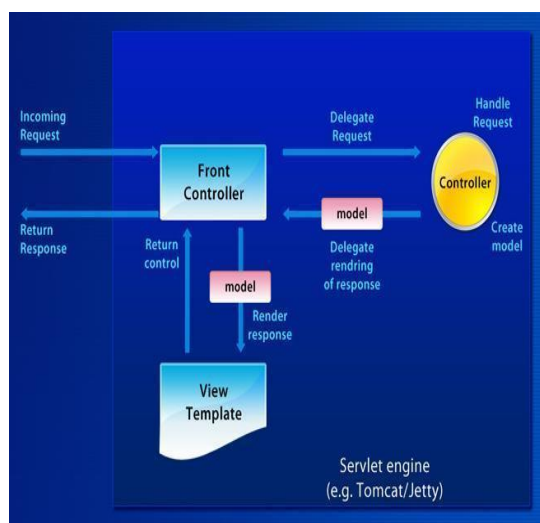 Incoming
Request
Return
Response
Front
Controller
Delegate
Request
Handle
Request
Controller
Create
model
model
Delegate
rendring
of response
Return
control
model
Render
response
View
Template
Servlet engine
(e.g. Tomcat/Jetty)